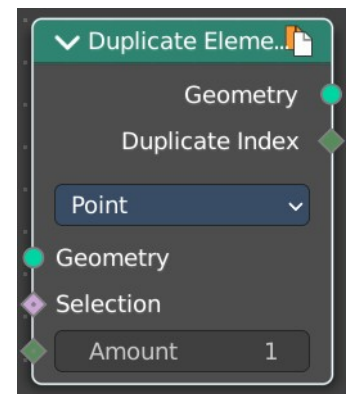 Duplicate Eleme...
Geometry
Duplicate Index
Point
Geometry
Selection
Amount 1